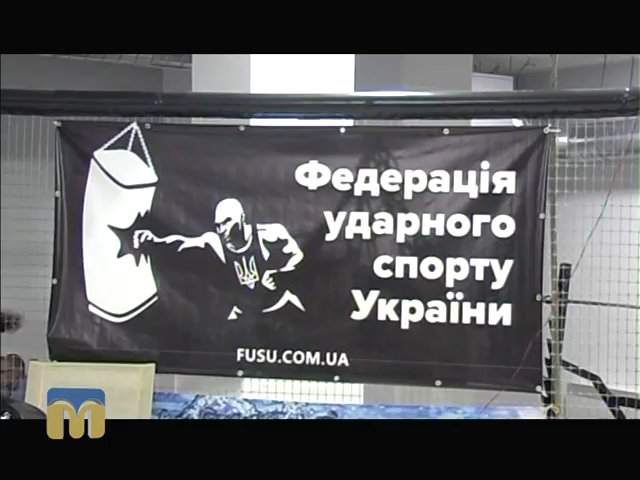 Федерація
ударного
спорту
України
FUSU.COM.UA